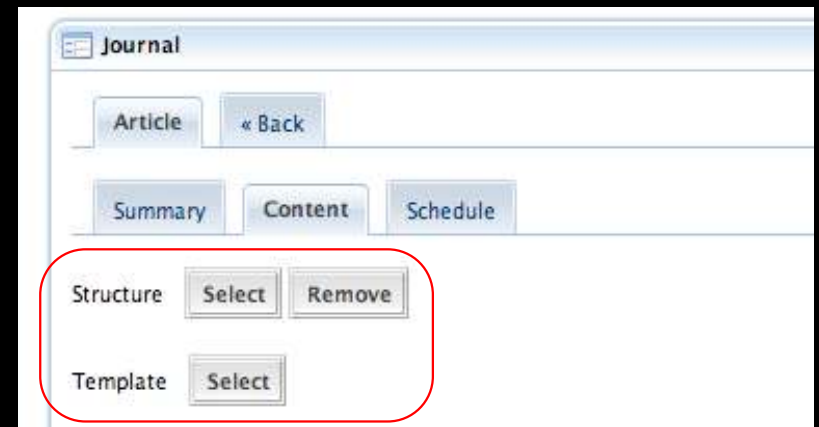 Journal
Article « Back
Summary Content Schedule
Structure Select Remove
Template Select